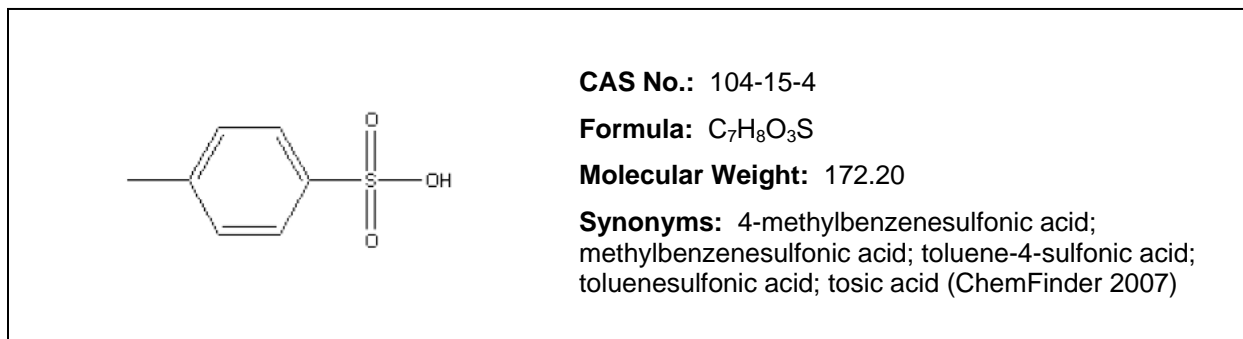 O
S
OH
O
CAS No.: 104-15-4
Formula: C₇H₈O₃S
Molecular Weight: 172.20
Synonyms: 4-methylbenzenesulfonic acid;
methylbenzenesulfonic acid; toluene-4-sulfonic acid;
toluenesulfonic acid; tosic acid (ChemFinder 2007)